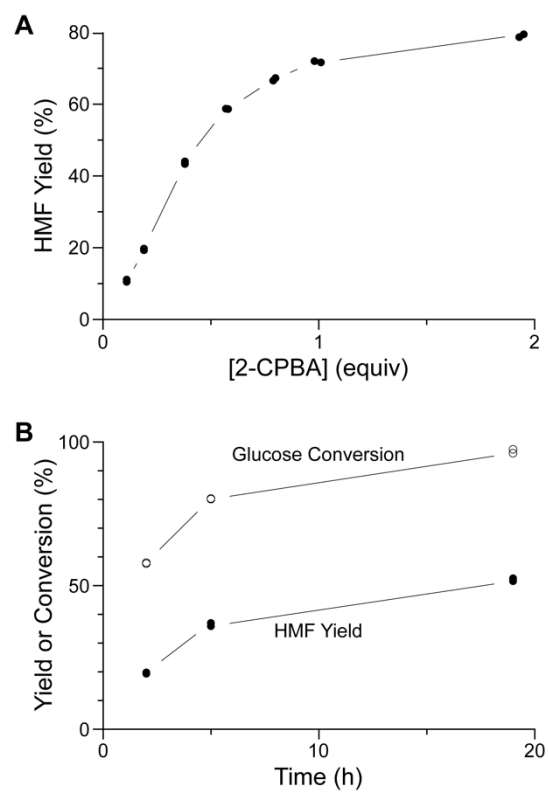 A
80
60
40
20
0
HMF Yield (%)
0 1 2
[2-CPBA] (equiv)
B
100
50
0
Yield or Conversion (%)
Glucose Conversion
HMF Yield
0 10 20
Time (h)